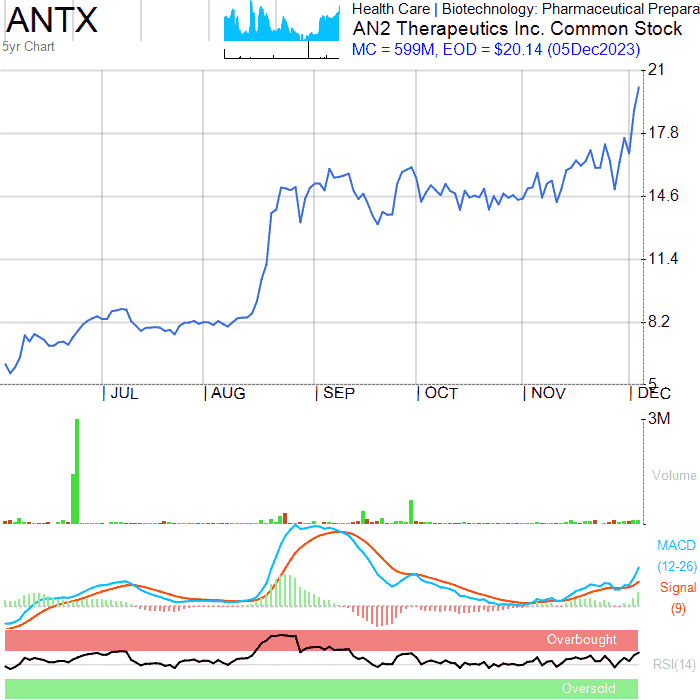 ANTX
5yr Chart
Health Care | Biotechnology: Pharmaceutical Prepara
AN2 Therapeutics Inc. Common Stock
MC = 599M, EOD = $20.14 (05Dec2023)
21
17.8
14.6
11.4
8.2
5
| JUL | AUG | SEP | OCT | NOV | DEC
3M
Volume
MACD
(12-26)
Signal
(9)
Overbought
RSI(14)
Oversold